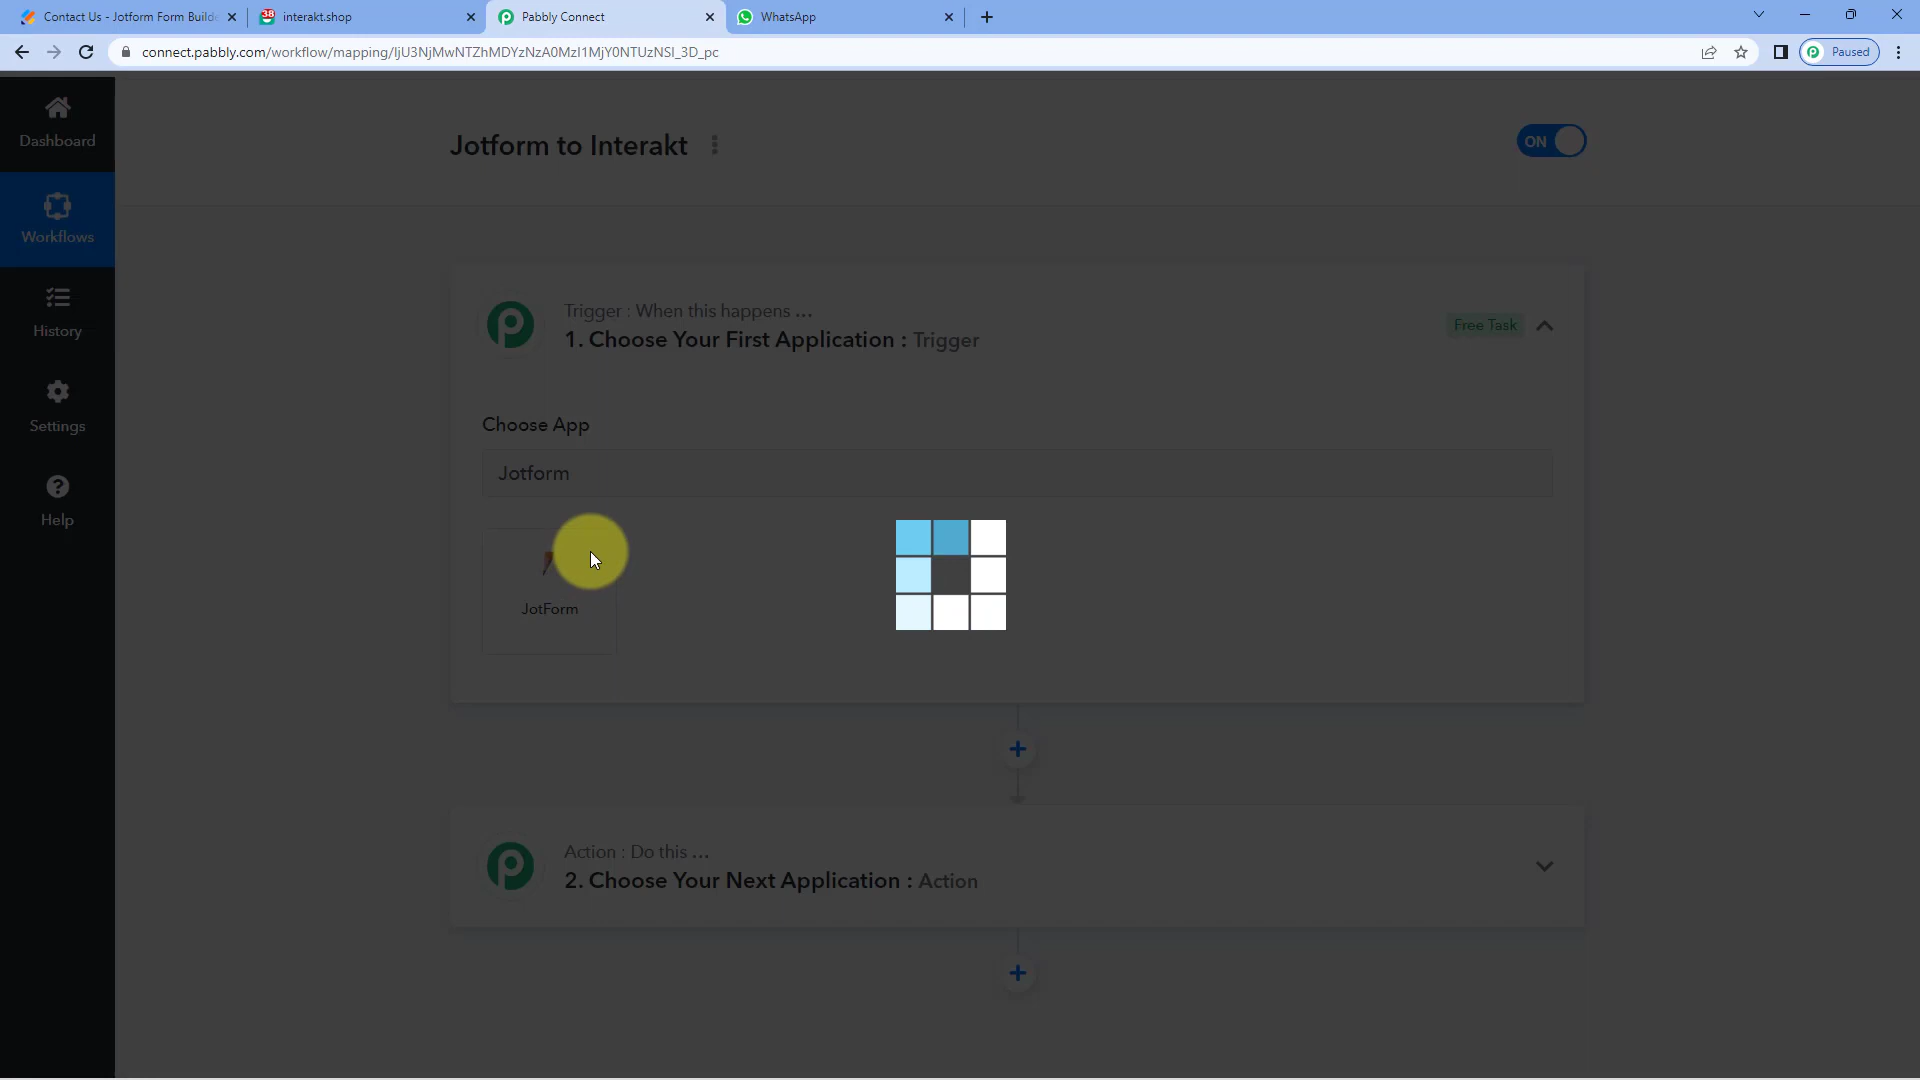 Contact Us - Jotform Form Builde
38
interakt.shop
Pabbly Connect
WhatsApp
connect.pabbly.com/workflow/mapping/IjU3NjMwNTZhMDYzNzA0MzI1MjY0NTUzNSI_3D_pc
Paused
Dashboard
Jotform to Interakt
ON
Workflows
History
Settings
Help
Trigger : When this happens ...
1. Choose Your First Application : Trigger
Free Task
Choose App
Jotform
JotForm
Action : Do this ...
2. Choose Your Next Application : Action